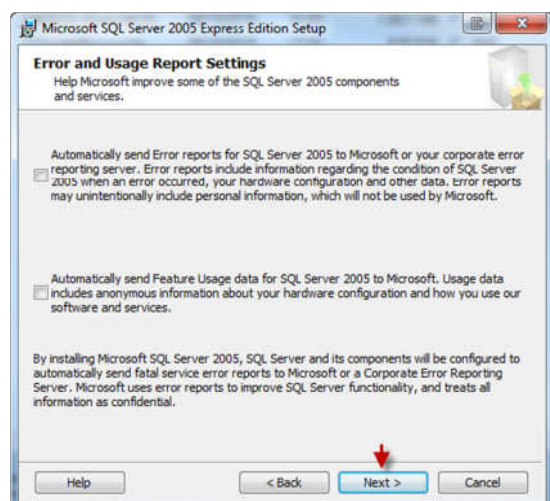 Microsoft SQL Server 2005 Express Edition Setup
Error and Usage Report Settings
Help Microsoft improve some of the SQL Server 2005 components
and services.
Automatically send Error reports for SQL Server 2005 to Microsoft or your corporate error
reporting server. Error reports include information regarding the condition of SQL Server
2005 when an error occurred, your hardware configuration and other data. Error reports
may unintentionally include personal information, which will not be used by Microsoft.
Automatically send Feature Usage data for SQL Server 2005 to Microsoft. Usage data
includes anonymous information about your hardware configuration and how you use our
software and services.
By installing Microsoft SQL Server 2005, SQL Server and its components will be configured to
automatically send fatal service error reports to Microsoft or a Corporate Error Reporting
Server. Microsoft uses error reports to improve SQL Server functionality, and treats all
information as confidential.
Help < Back Next > Cancel